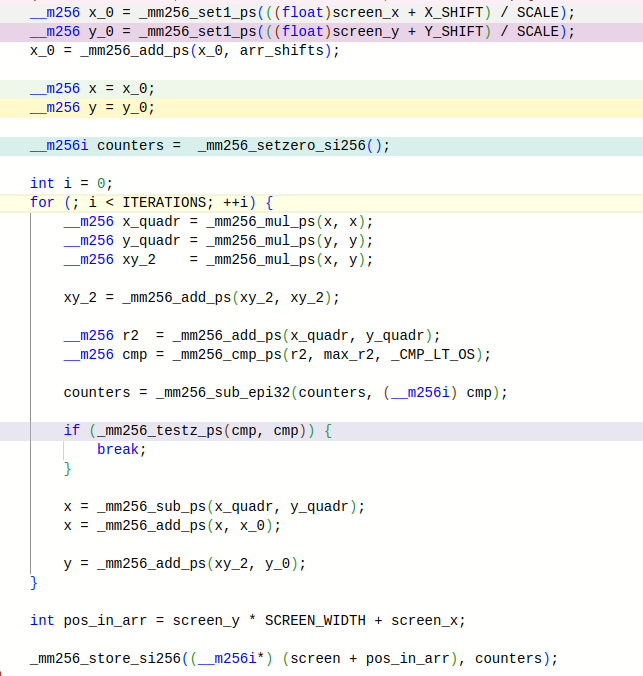 __m256 x_0 = _mm256_set1_ps(((float)screen_x + X_SHIFT) / SCALE);
__m256 y_0 = _mm256_set1_ps(((float)screen_y + Y_SHIFT) / SCALE);
x_0 = _mm256_add_ps(x_0, arr_shifts);
__m256 x = x_0;
__m256 y = y_0;
__m256i counters =  _mm256_setzero_si256();
int i = 0;
for (; i < ITERATIONS; ++i) {
__m256 x_quadr = _mm256_mul_ps(x, x);
__m256 y_quadr = _mm256_mul_ps(y, y);
__m256 xy_2    = _mm256_mul_ps(x, y);
xy_2 = _mm256_add_ps(xy_2, xy_2);
__m256 r2  = _mm256_add_ps(x_quadr, y_quadr);
__m256 cmp = _mm256_cmp_ps(r2, max_r2, _CMP_LT_OS);
counters = _mm256_sub_epi32(counters, (__m256i) cmp);
if (_mm256_testz_ps(cmp, cmp)) {
break;
}
x = _mm256_sub_ps(x_quadr, y_quadr);
x = _mm256_add_ps(x, x_0);
y = _mm256_add_ps(xy_2, y_0);
}
int pos_in_arr = screen_y * SCREEN_WIDTH + screen_x;
_mm256_store_si256((__m256i*) (screen + pos_in_arr), counters);